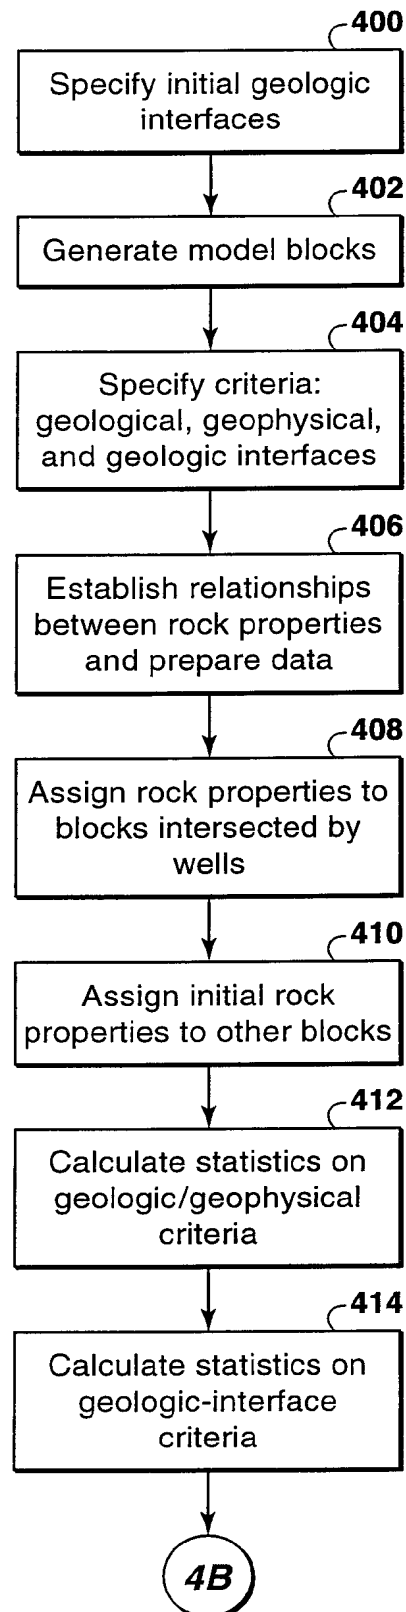 400
Specify initial geologic
interfaces
402
Generate model blocks
404
Specify criteria:
geological, geophysical,
and geologic interfaces
406
Establish relationships
between rock properties
and prepare data
408
Assign rock properties to
blocks intersected by
wells
410
Assign initial rock
properties to other blocks
412
Calculate statistics on
geologic/geophysical
criteria
414
Calculate statistics on
geologic-interface
criteria
4B